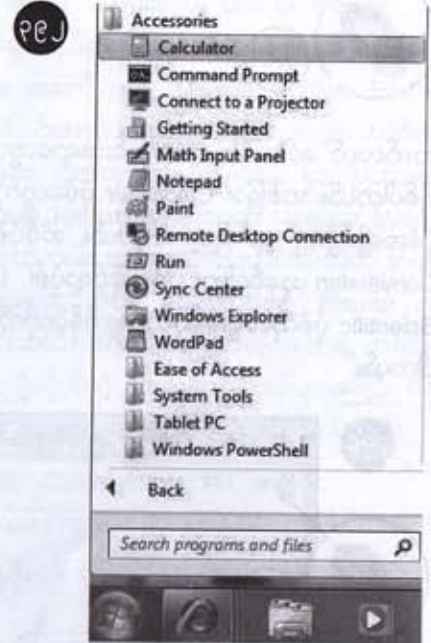 Accessories
Calculator
Command Prompt
Connect to a Projector
Getting Started
Math Input Panel
Notepad
Paint
Remote Desktop Connection
Run
Sync Center
Windows Explorer
WordPad
Ease of Access
System Tools
Tablet PC
Windows PowerShell
Back
Search programs and files